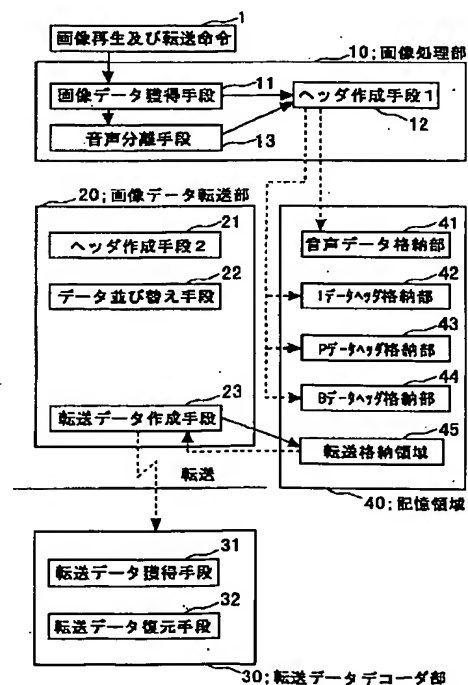 1
画像再生及び転送命令
10;画像処理部
画像データ獲得手段
11
ヘッダ作成手段1
12
音声分離手段
13
20;画像データ転送部
21
ヘッダ作成手段2
22
データ並び替え手段
23
転送データ作成手段
転送
41
音声データ格納部
42
Iデータヘッダ格納部
43
Pデータヘッダ格納部
44
Bデータヘッダ格納部
45
転送格納領域
40;記憶領域
31
転送データ獲得手段
32
転送データ復元手段
30;転送データデコーダ部